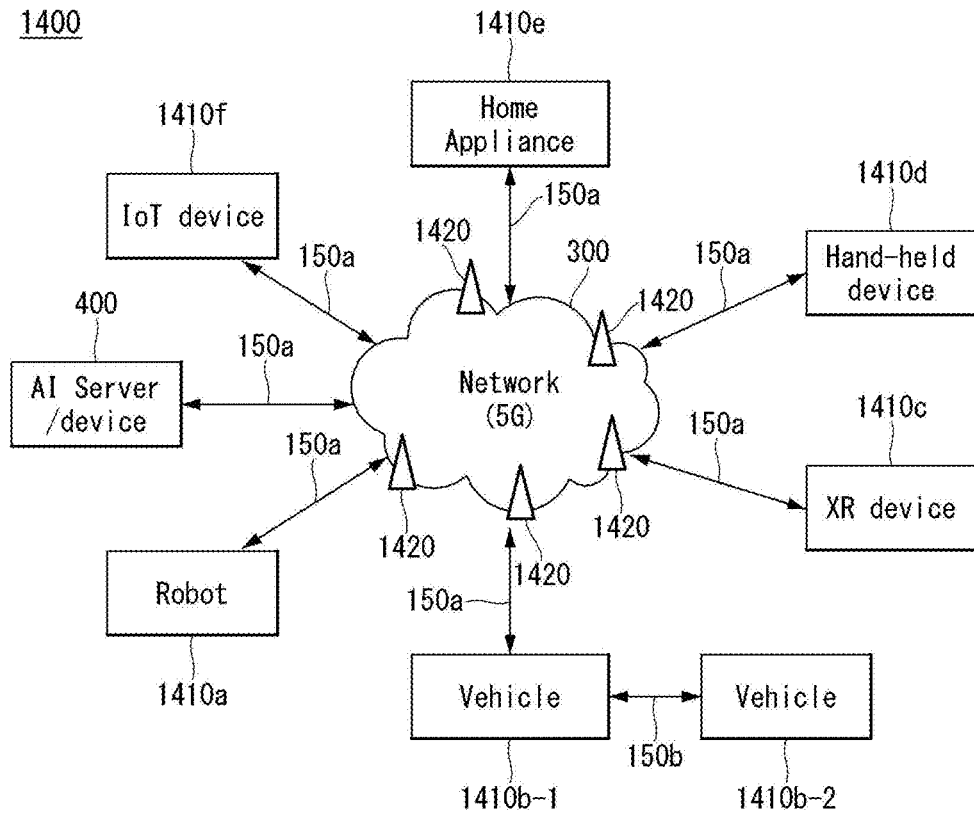 1400
1410e
Home
Appliance
1410f
IoT device
150a
1410d
Hand-held
device
1420
300
150a
150a
1420
400
AI Server
/device
150a
Network
(5G)
1410c
XR device
150a
150a
1420
1420
1420
Robot
1410a
150a
Vehicle
Vehicle
150b
1410b-1
1410b-2